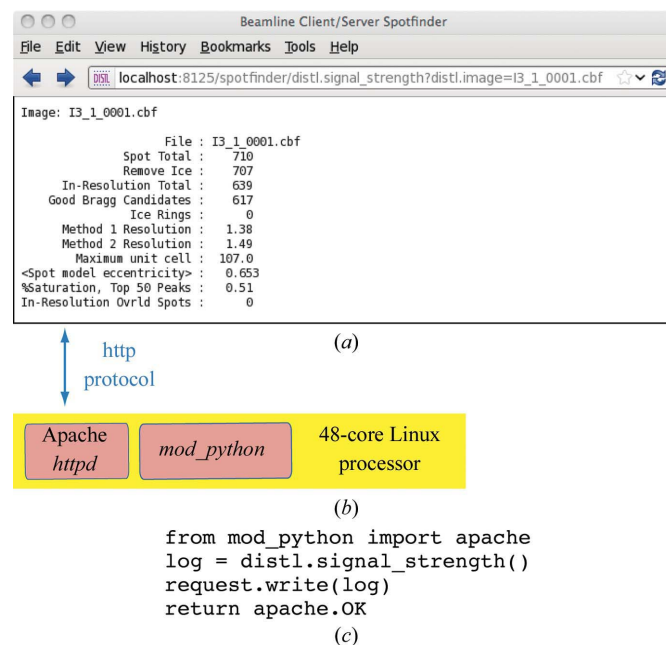 Beamline Client/Server Spotfinder
File Edit View History Bookmarks Tools Help
DISTL localhost:8125/spotfinder/distl.signal_strength?distl.image=I3_1_0001.cbf
Image: I3_1_0001.cbf
File : I3_1_0001.cbf
Spot Total : 710
Remove Ice : 707
In-Resolution Total : 639
Good Bragg Candidates : 617
Ice Rings : 0
Method 1 Resolution : 1.38
Method 2 Resolution : 1.49
Maximum unit cell : 107.0
<Spot model eccentricity> : 0.653
%Saturation, Top 50 Peaks : 0.51
In-Resolution Ovrld Spots : 0
(a)
http
protocol
Apache
httpd
mod_python
48-core Linux
processor
(b)
from mod_python import apache
log = distl.signal_strength()
request.write(log)
return apache.OK
(c)